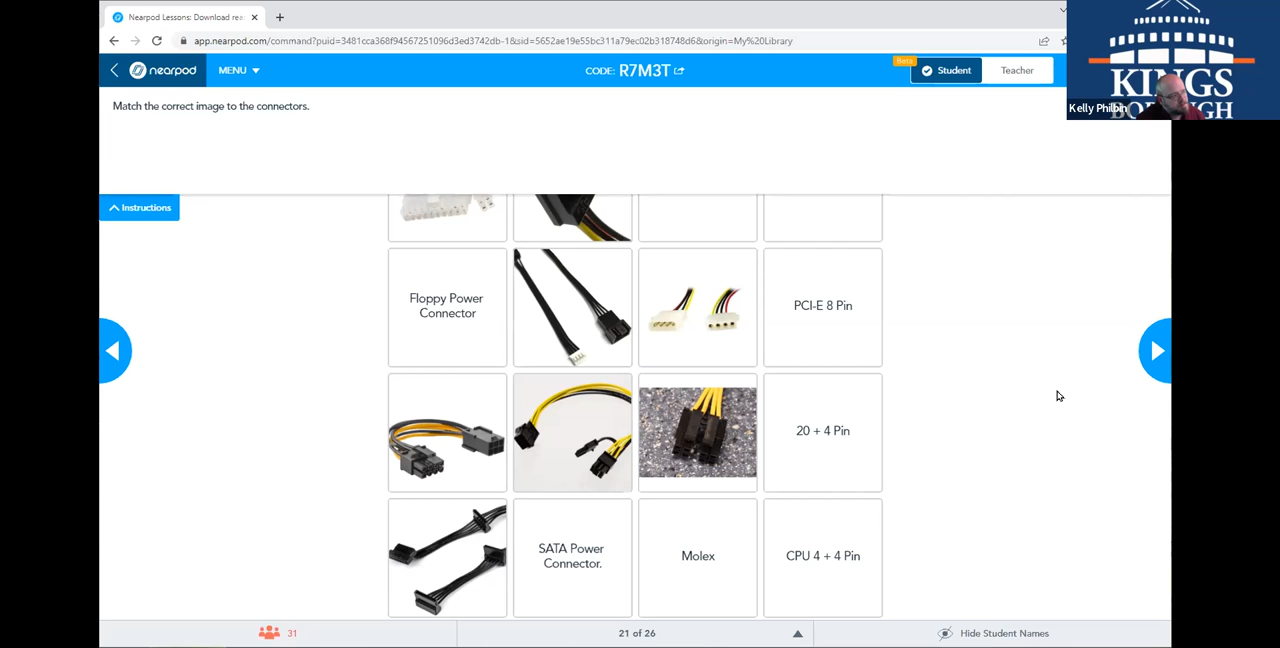 Nearpod Lessons: Download rea
app.nearpod.com/command?puid=3481cca368f94567251096d3ed3742db-1&sid=5652ae19e55bc311a79ec02b318748d6&origin=My%20Library
nearpod
MENU
CODE: R7M3T
Beta
Student
Teacher
KINGS
BOROUGH
Kelly Philbin
Match the correct image to the connectors.
Instructions
Floppy Power
Connector
PCI-E 8 Pin
20 + 4 Pin
SATA Power
Connector.
Molex
CPU 4 + 4 Pin
31
21 of 26
Hide Student Names